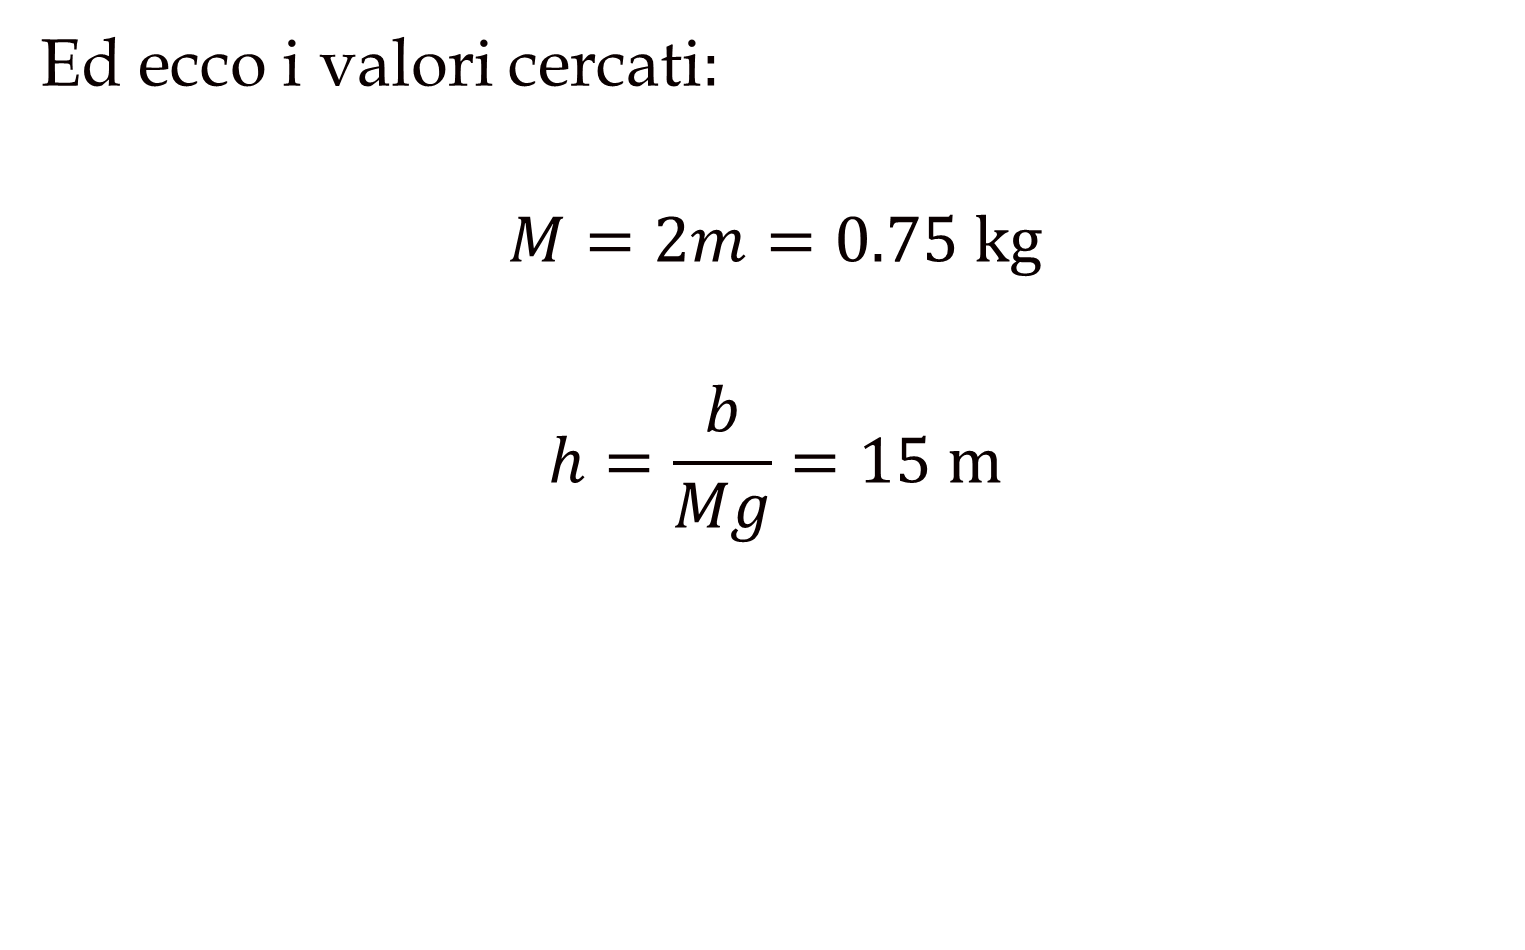 Ed ecco i valori cercati:
M = 2m = 0.75 kg
h = b/Mg = 15 m